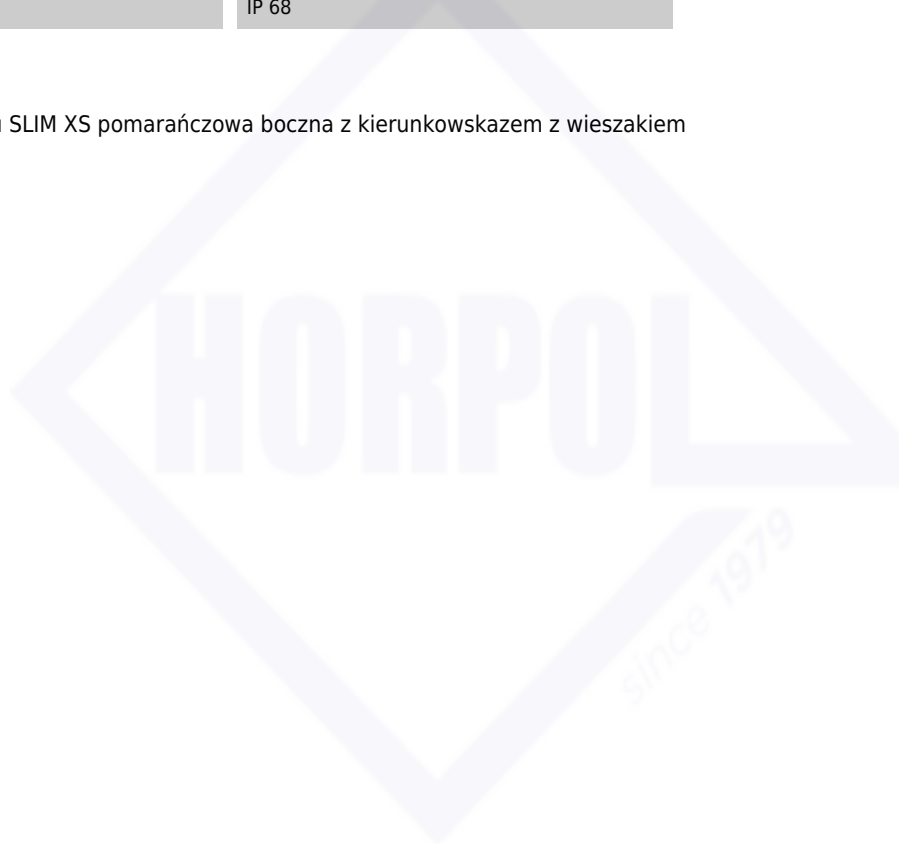 IP 68
SLIM XS pomarańczowa boczna z kierunkowskazem z wieszakiem
HORPOL
since 1979